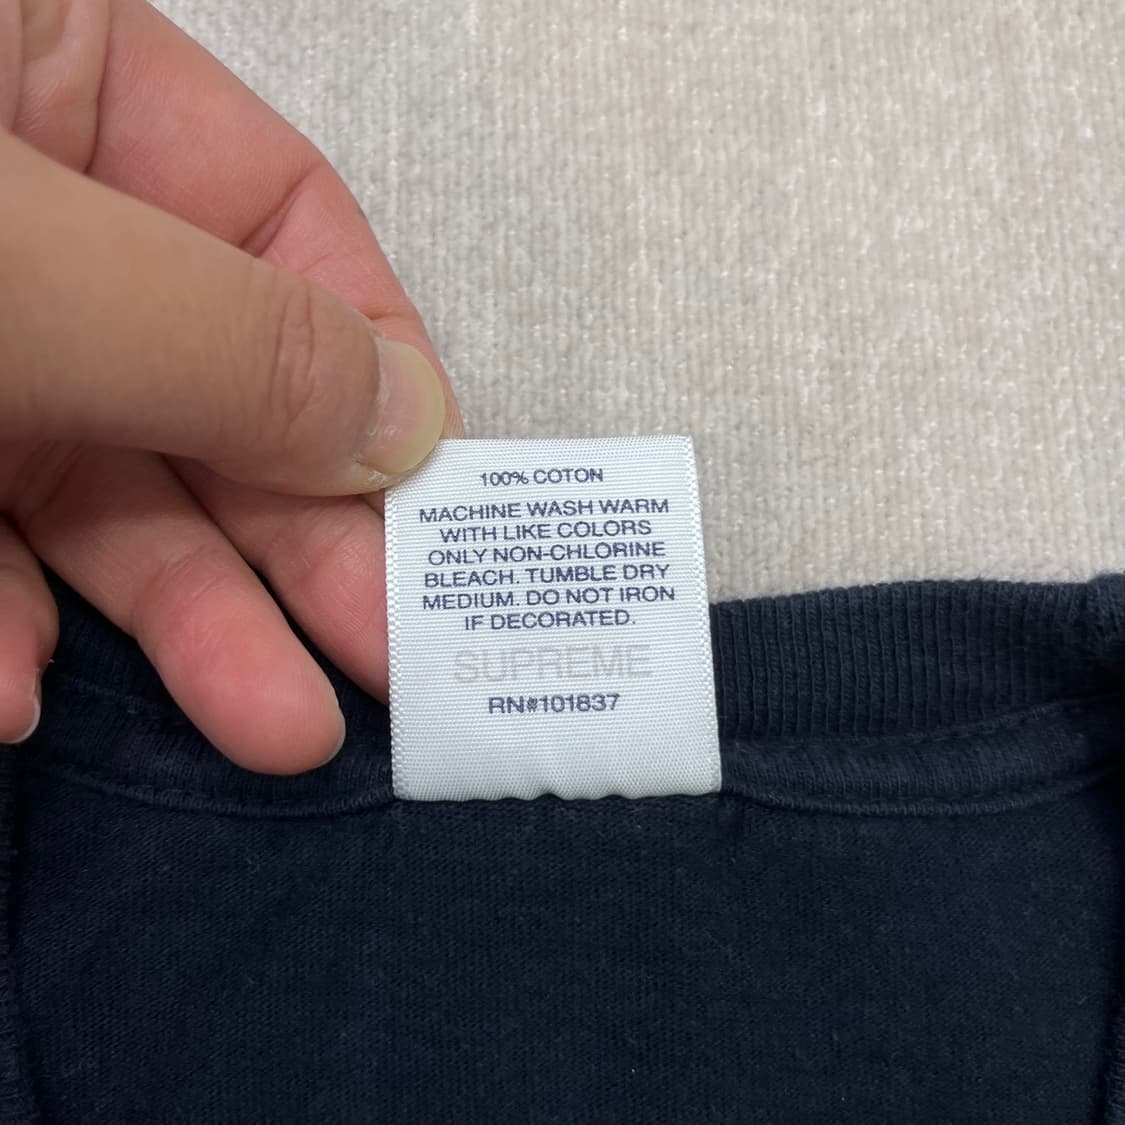 100% COTON
MACHINE WASH WARM
WITH LIKE COLORS
ONLY NON-CHLORINE
BLEACH. TUMBLE DRY
MEDIUM. DO NOT IRON
IF DECORATED.
SUPREME
RN#101837